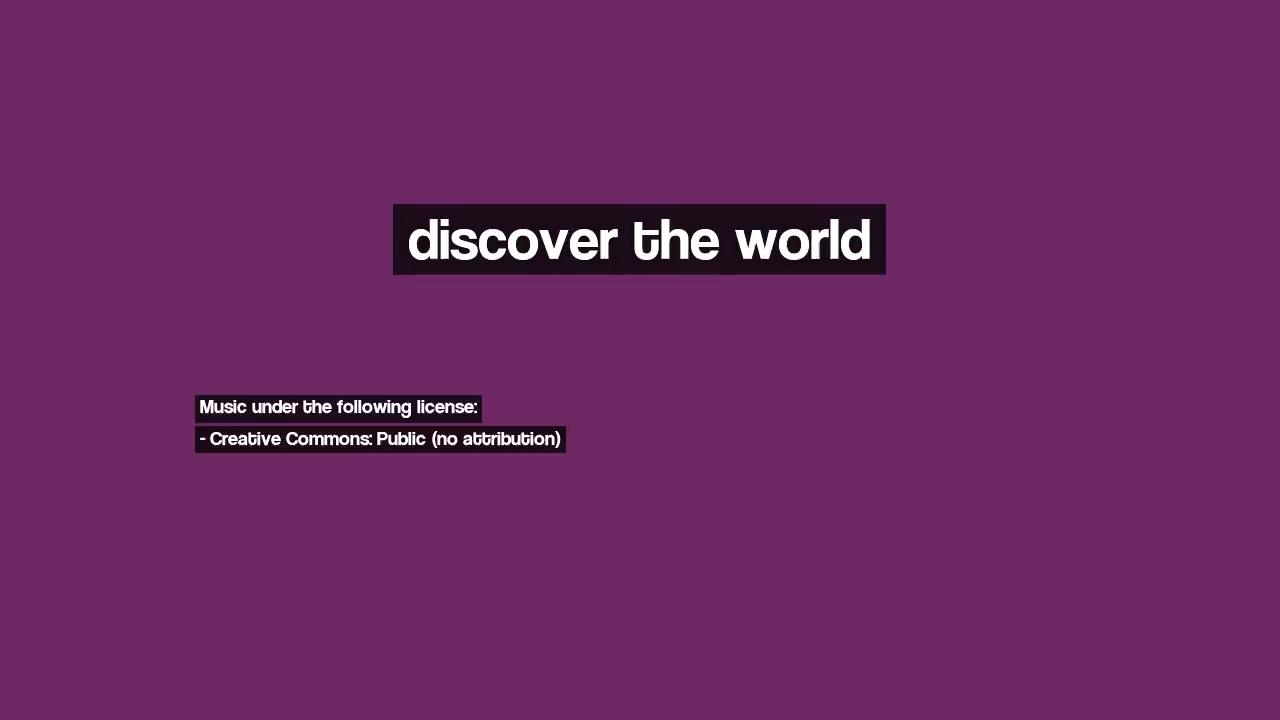 discover the world
Music under the following license:
- Creative Commons: Public (no attribution)